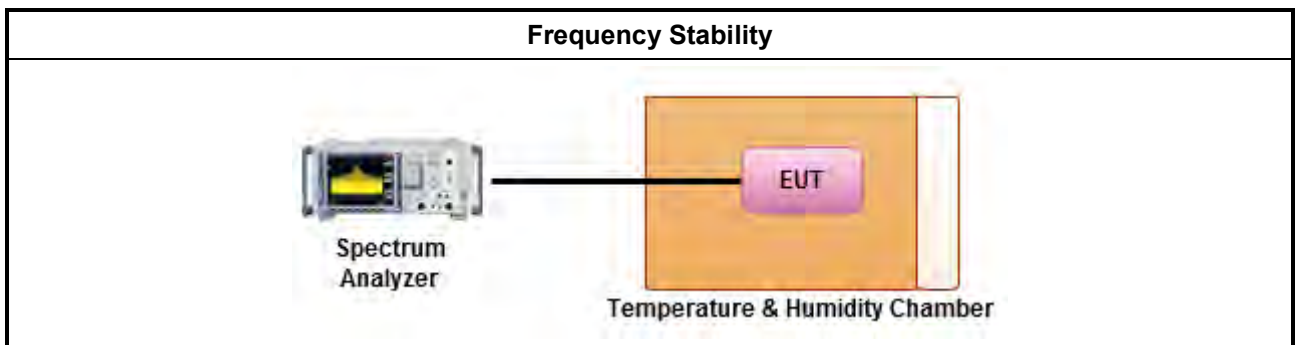 Frequency Stability
EUT
Spectrum
Analyzer
Temperature & Humidity Chamber